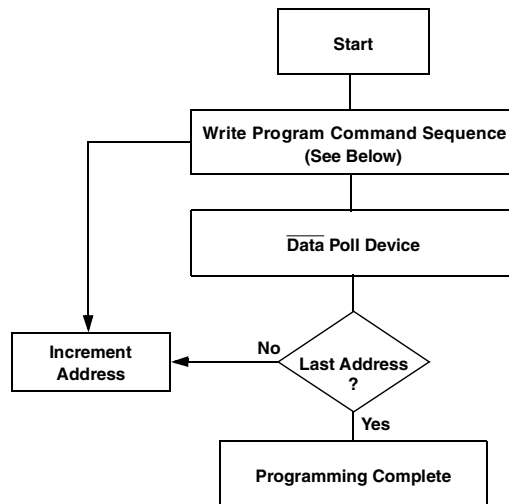 Start
Write Program Command Sequence
(See Below)
Data Poll Device
No
Increment
Address
Last Address
?
Yes
Programming Complete